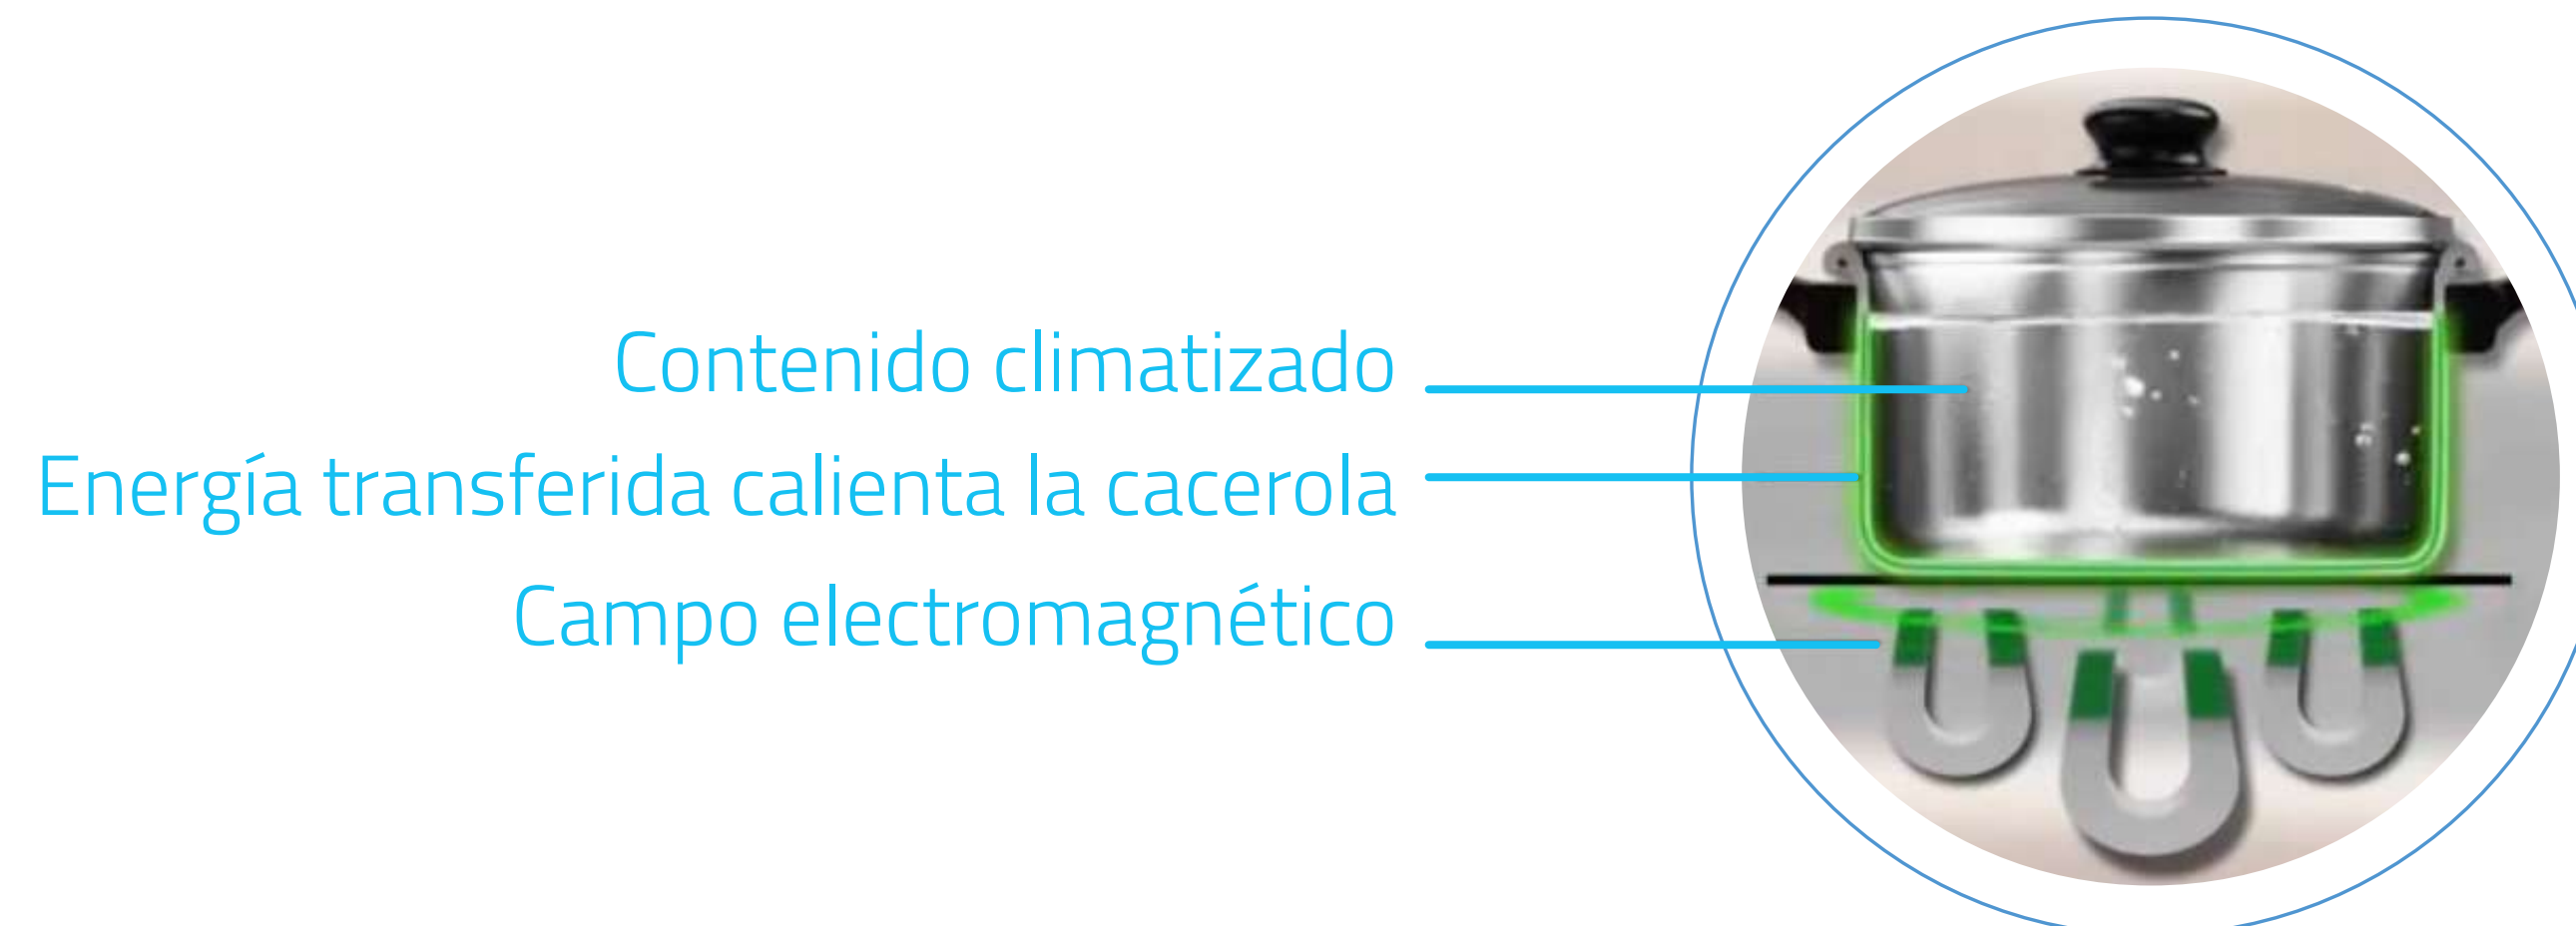 Contenido climatizado
Energía transferida calienta la cacerola
Campo electromagnético